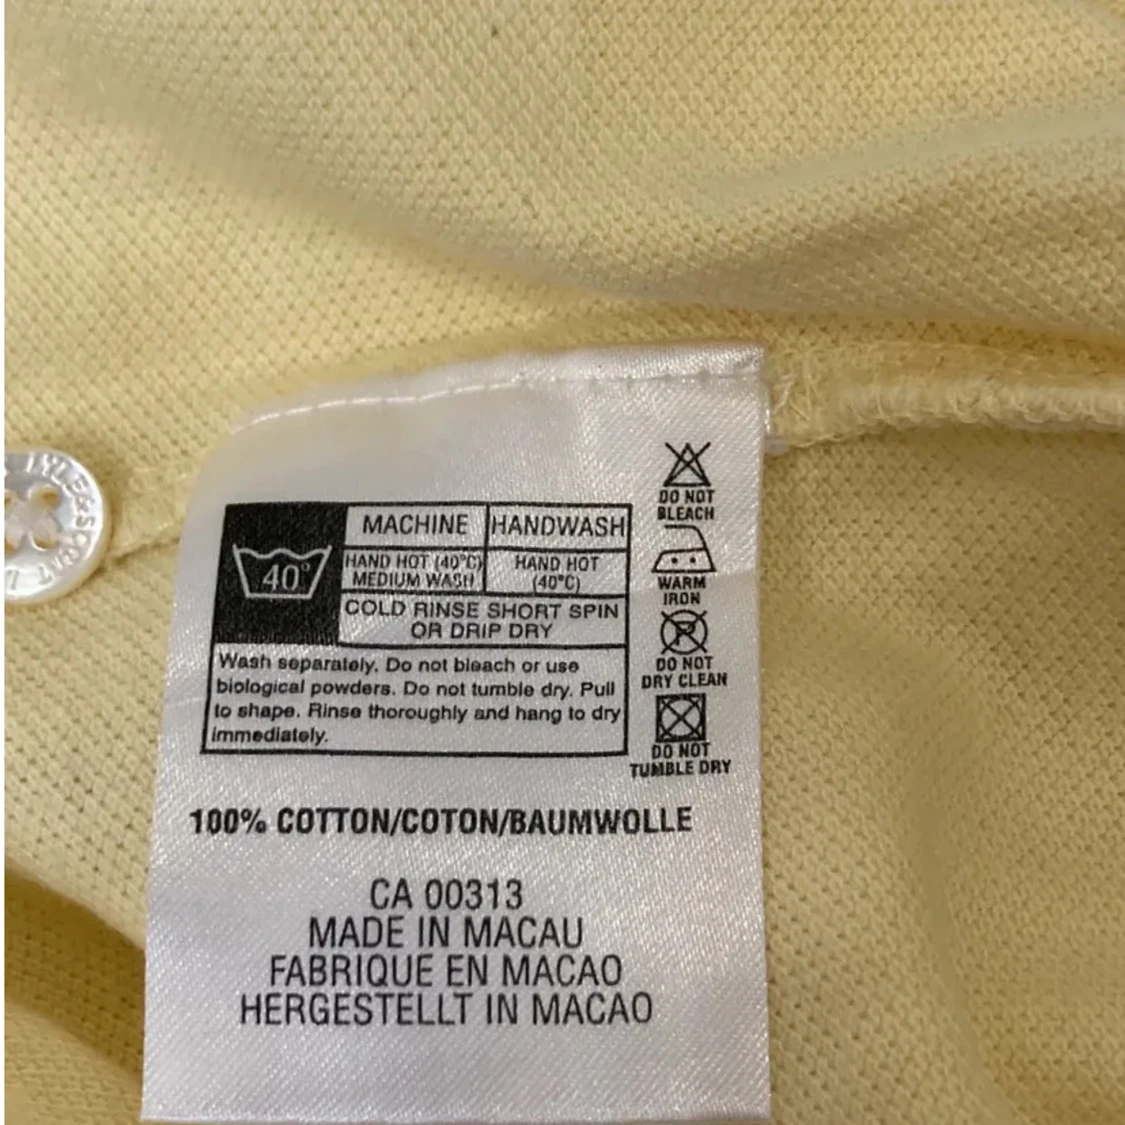 LYLE & SCOTT L
DO NOT
BLEACH
MACHINE HANDWASH
40°
HAND HOT (40°C)
MEDIUM WASH
HAND HOT
(40°C)
WARM
IRON
COLD RINSE SHORT SPIN
OR DRIP DRY
P
DO NOT
DRY CLEAN
Wash separately. Do not bleach or use
biological powders. Do not tumble dry. Pull
to shape. Rinse thoroughly and hang to dry
immediately.
DO NOT
TUMBLE DRY
100% COTTON/COTON/BAUMWOLLE
CA 00313
MADE IN MACAU
FABRIQUE EN MACAO
HERGESTELLT IN MACAO